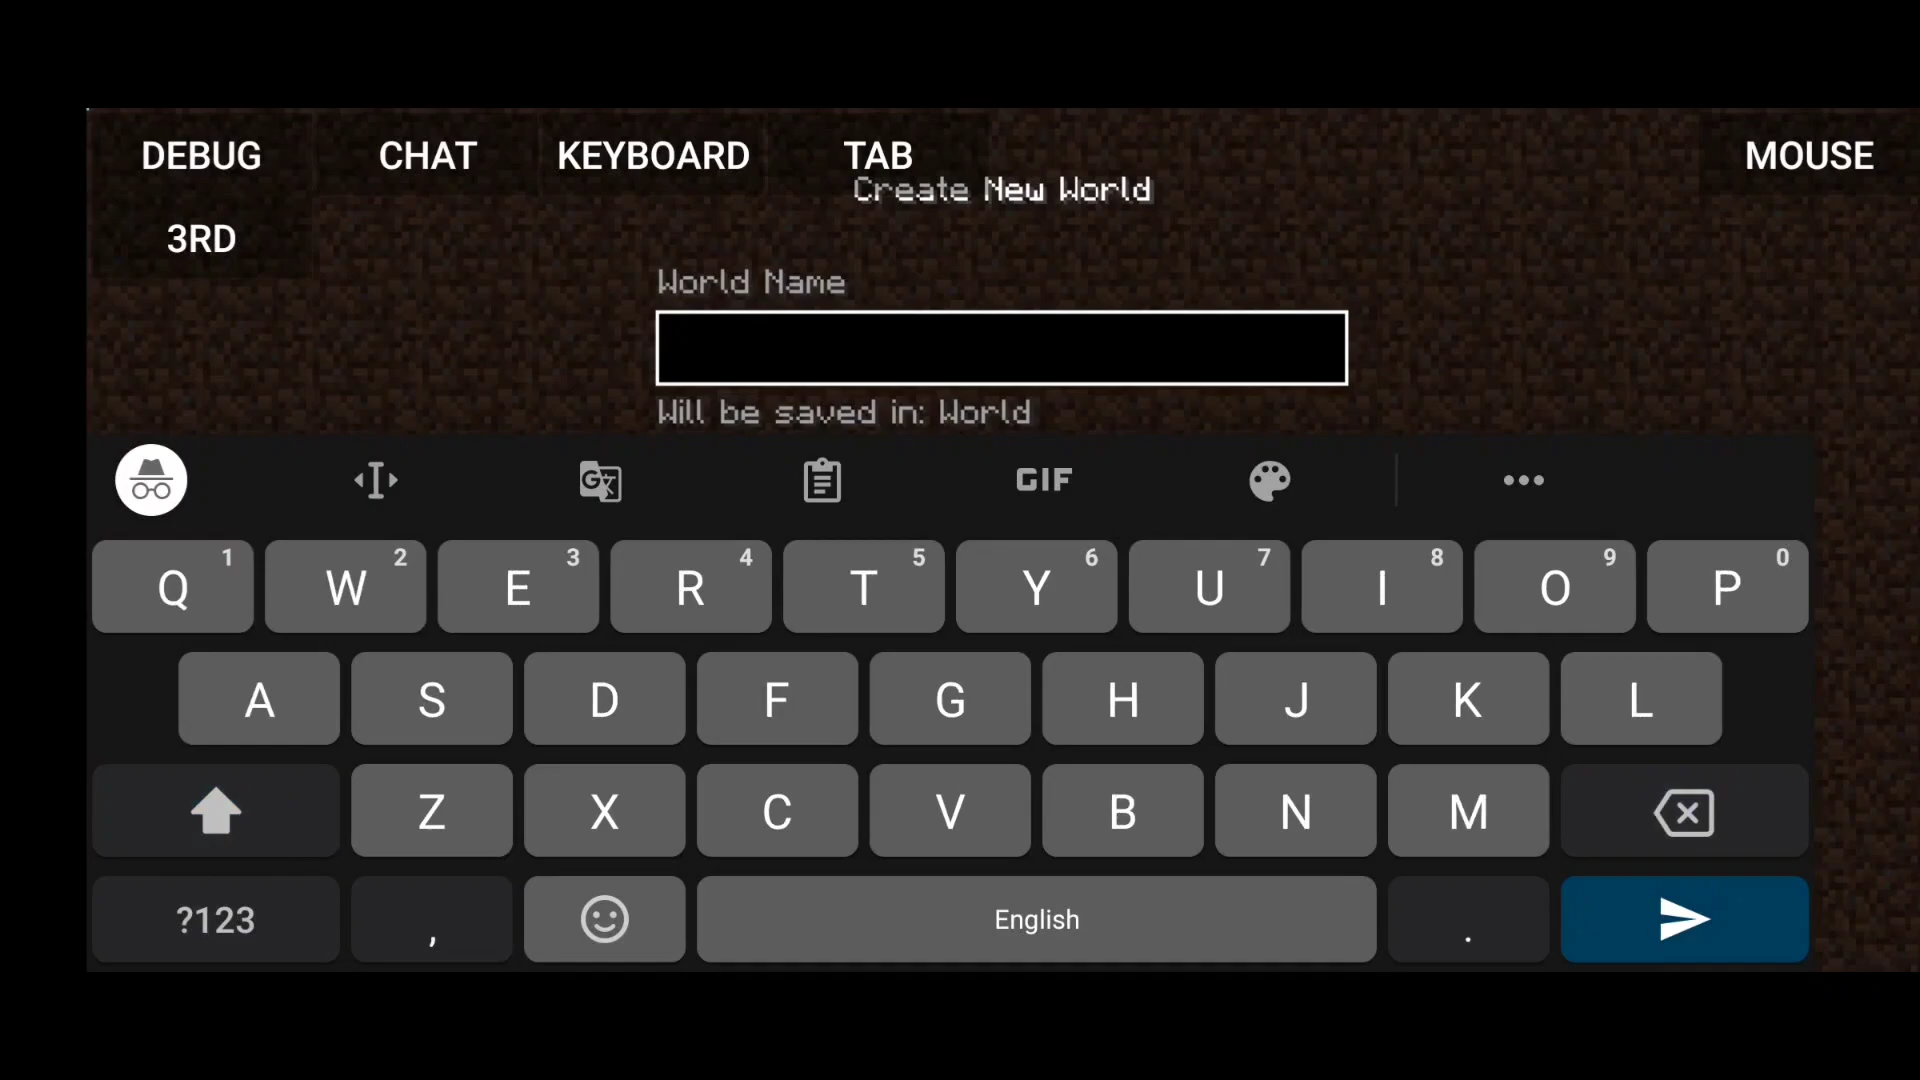 DEBUG CHAT KEYBOARD TAB MOUSE
Create New World
3RD
World Name
Will be saved in: World
GIF
Q 1 W 2 E 3 R 4 T 5 Y 6 U 7 I 8 O 9 P 0
A S D F G H J K L
Z X C V B N M
?123 , English .